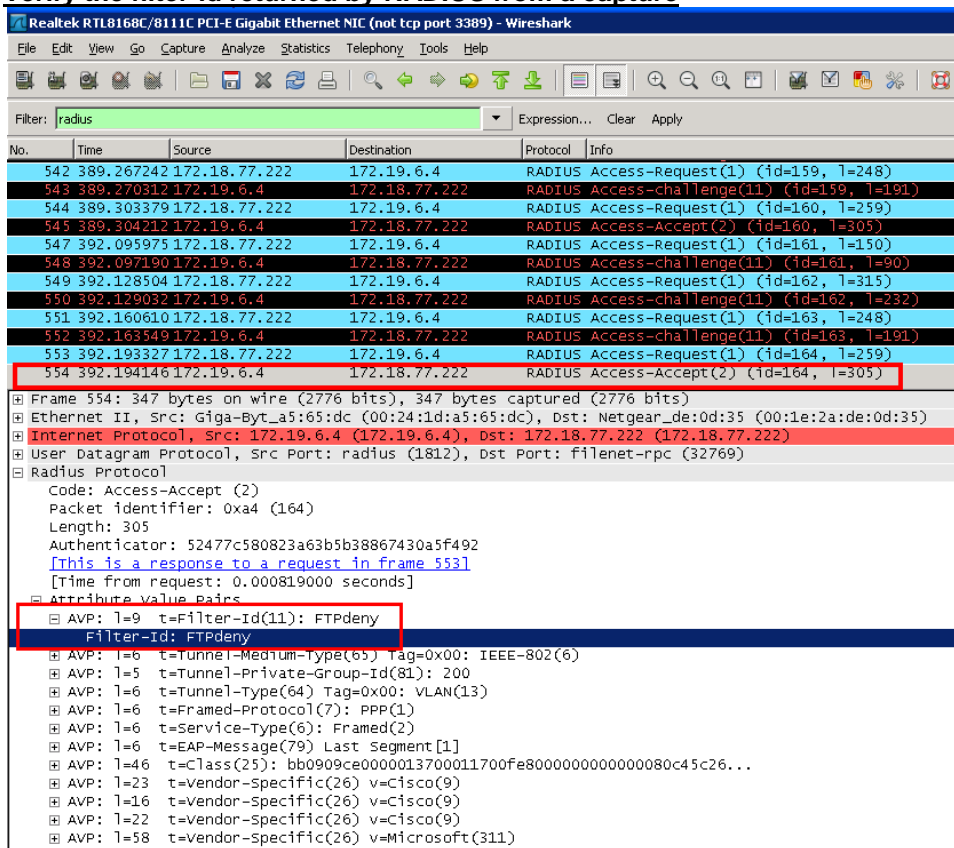 Verify the filter-id returned by RADIUS from a capture
Realtek RTL8168C/8111C PCI-E Gigabit Ethernet NIC (not tcp port 3389) - Wireshark
File Edit View Go Capture Analyze Statistics Telephony Tools Help
Filter: radius Expression... Clear Apply
No. Time Source Destination Protocol Info
542 389.267242 172.18.77.222 172.19.6.4 RADIUS Access-Request(1) (id=159, l=248)
543 389.270312 172.19.6.4 172.18.77.222 RADIUS Access-challenge(11) (id=159, l=191)
544 389.303379 172.18.77.222 172.19.6.4 RADIUS Access-Request(1) (id=160, l=259)
545 389.304212 172.19.6.4 172.18.77.222 RADIUS Access-Accept(2) (id=160, l=305)
547 392.095975 172.18.77.222 172.19.6.4 RADIUS Access-Request(1) (id=161, l=150)
548 392.097190 172.19.6.4 172.18.77.222 RADIUS Access-challenge(11) (id=161, l=90)
549 392.128504 172.18.77.222 172.19.6.4 RADIUS Access-Request(1) (id=162, l=315)
550 392.129032 172.19.6.4 172.18.77.222 RADIUS Access-challenge(11) (id=162, l=232)
551 392.160610 172.18.77.222 172.19.6.4 RADIUS Access-Request(1) (id=163, l=248)
552 392.163549 172.19.6.4 172.18.77.222 RADIUS Access-challenge(11) (id=163, l=191)
553 392.193327 172.18.77.222 172.19.6.4 RADIUS Access-Request(1) (id=164, l=259)
554 392.194146 172.19.6.4 172.18.77.222 RADIUS Access-Accept(2) (id=164, l=305)
Frame 554: 347 bytes on wire (2776 bits), 347 bytes captured (2776 bits)
Ethernet II, Src: Giga-Byt_a5:65:dc (00:24:1d:a5:65:dc), Dst: Netgear_de:0d:35 (00:1e:2a:de:0d:35)
Internet Protocol, Src: 172.19.6.4 (172.19.6.4), Dst: 172.18.77.222 (172.18.77.222)
User Datagram Protocol, Src Port: radius (1812), Dst Port: filenet-rpc (32769)
Radius Protocol
Code: Access-Accept (2)
Packet identifier: 0xa4 (164)
Length: 305
Authenticator: 52477c580823a63b5b38867430a5f492
[This is a response to a request in frame 553]
[Time from request: 0.000819000 seconds]
Attribute Value Pairs
AVP: l=9 t=Filter-Id(11): FTPdeny
Filter-Id: FTPdeny
AVP: l=6 t=Tunnel-Medium-Type(65) Tag=0x00: IEEE-802(6)
AVP: l=5 t=Tunnel-Private-Group-Id(81): 200
AVP: l=6 t=Tunnel-Type(64) Tag=0x00: VLAN(13)
AVP: l=6 t=Framed-Protocol(7): PPP(1)
AVP: l=6 t=Service-Type(6): Framed(2)
AVP: l=6 t=EAP-Message(79) Last Segment[1]
AVP: l=46 t=Class(25): bb0909ce0000013700011700fe8000000000000080c45c26...
AVP: l=23 t=Vendor-Specific(26) v=Cisco(9)
AVP: l=16 t=Vendor-Specific(26) v=Cisco(9)
AVP: l=22 t=Vendor-Specific(26) v=Cisco(9)
AVP: l=58 t=Vendor-Specific(26) v=Microsoft(311)